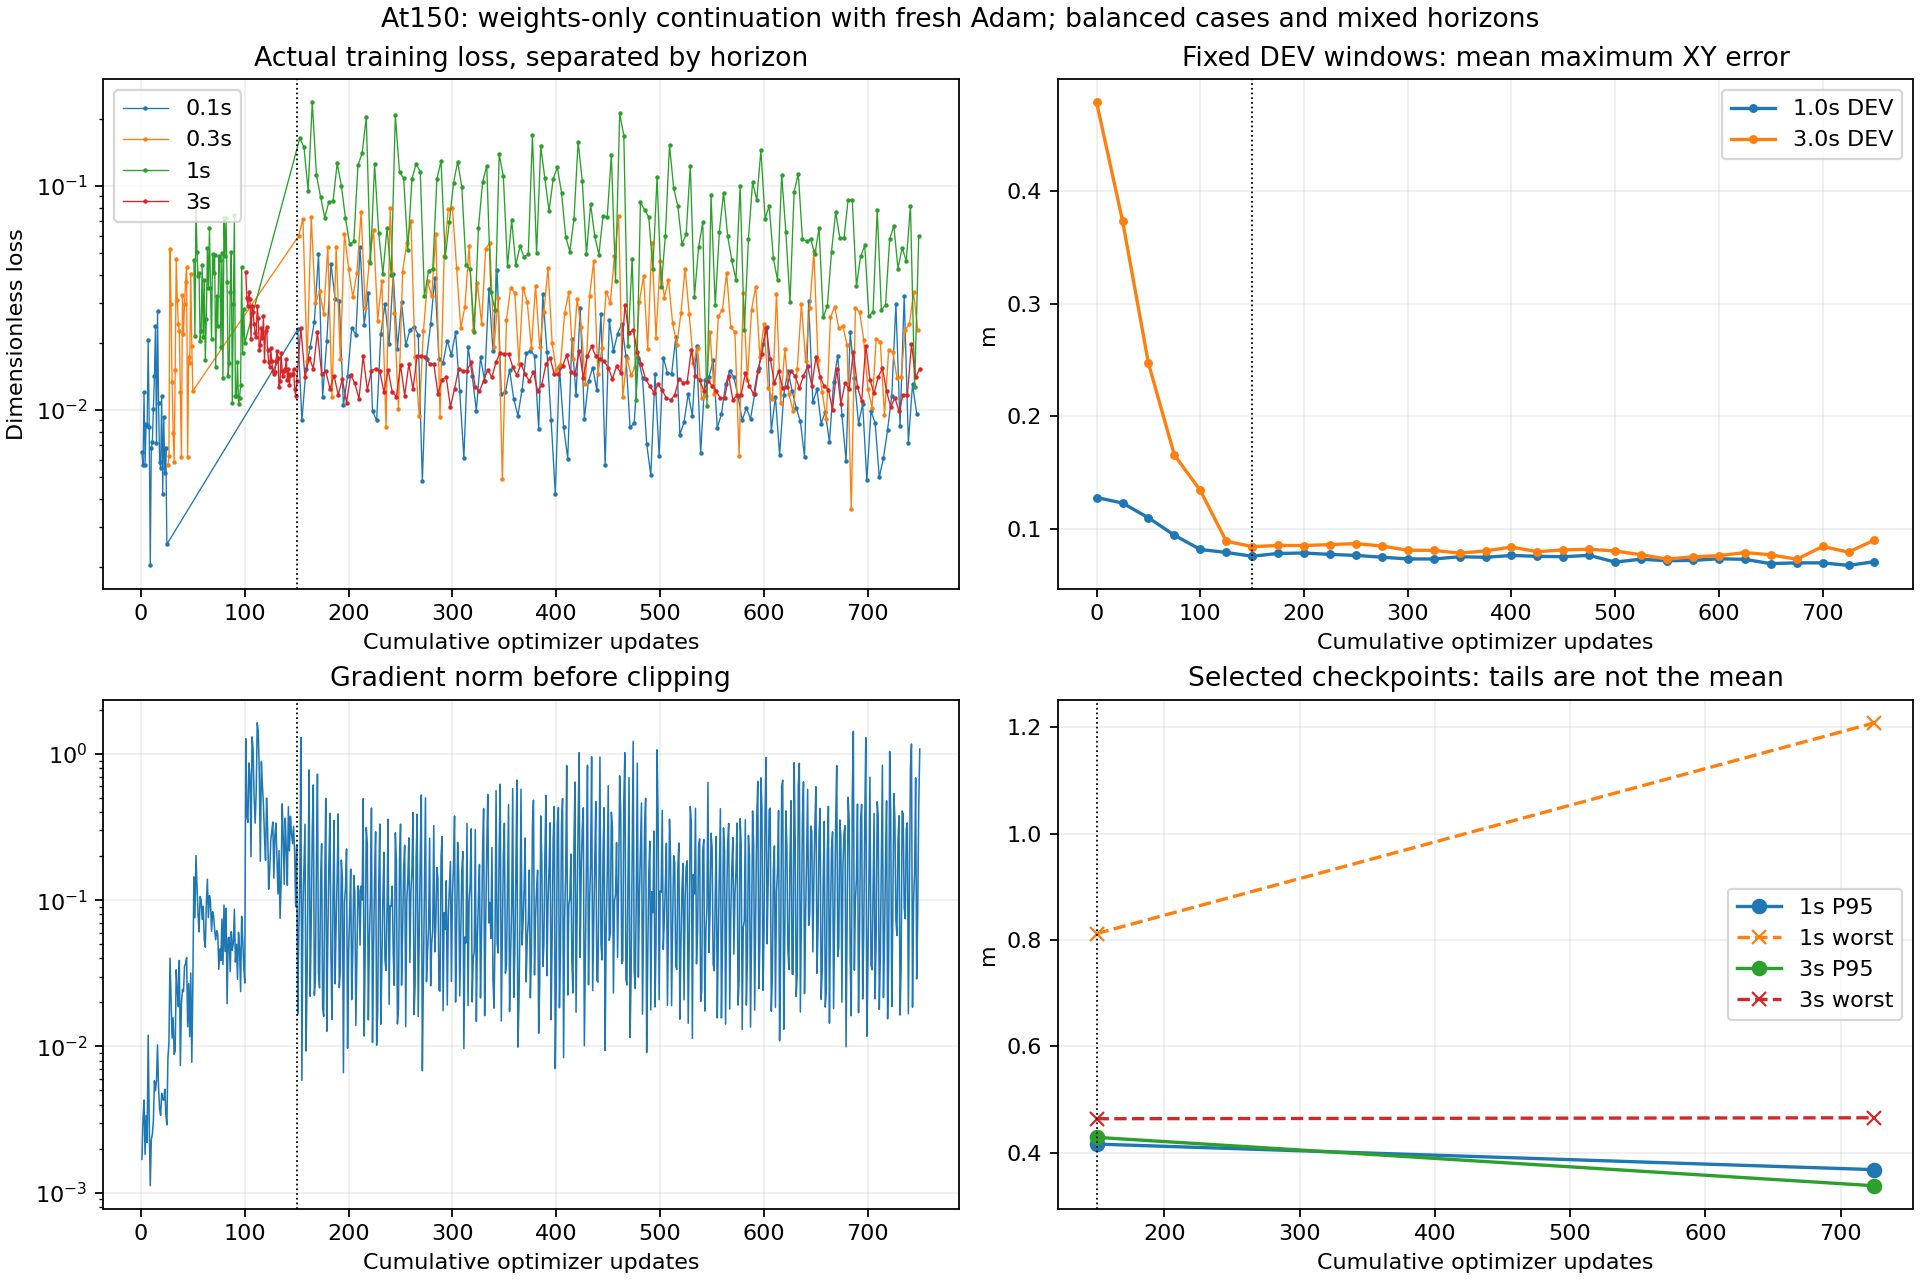 At150: weights-only continuation with fresh Adam; balanced cases and mixed horizons
Actual training loss, separated by horizon
Dimensionless loss
10⁻¹
10⁻²
0.1s
0.3s
1s
3s
0 100 200 300 400 500 600 700
Cumulative optimizer updates
Fixed DEV windows: mean maximum XY error
m
0.4
0.3
0.2
0.1
1.0s DEV
3.0s DEV
0 100 200 300 400 500 600 700
Cumulative optimizer updates
Gradient norm before clipping
10⁰
10⁻¹
10⁻²
10⁻³
0 100 200 300 400 500 600 700
Cumulative optimizer updates
Selected checkpoints: tails are not the mean
m
1.2
1.0
0.8
0.6
0.4
1s P95
1s worst
3s P95
3s worst
200 300 400 500 600 700
Cumulative optimizer updates